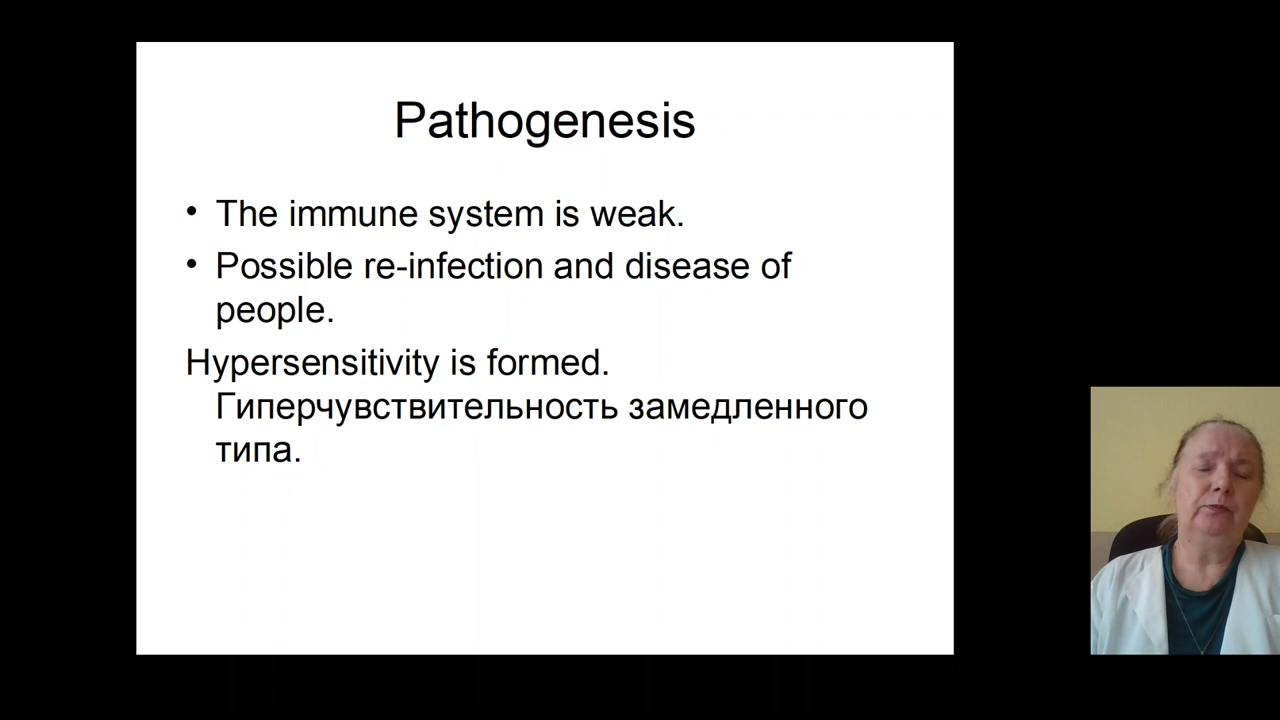 Pathogenesis
• The immune system is weak.
• Possible re-infection and disease of
people.
Hypersensitivity is formed.
Гиперчувствительность замедленного
типа.